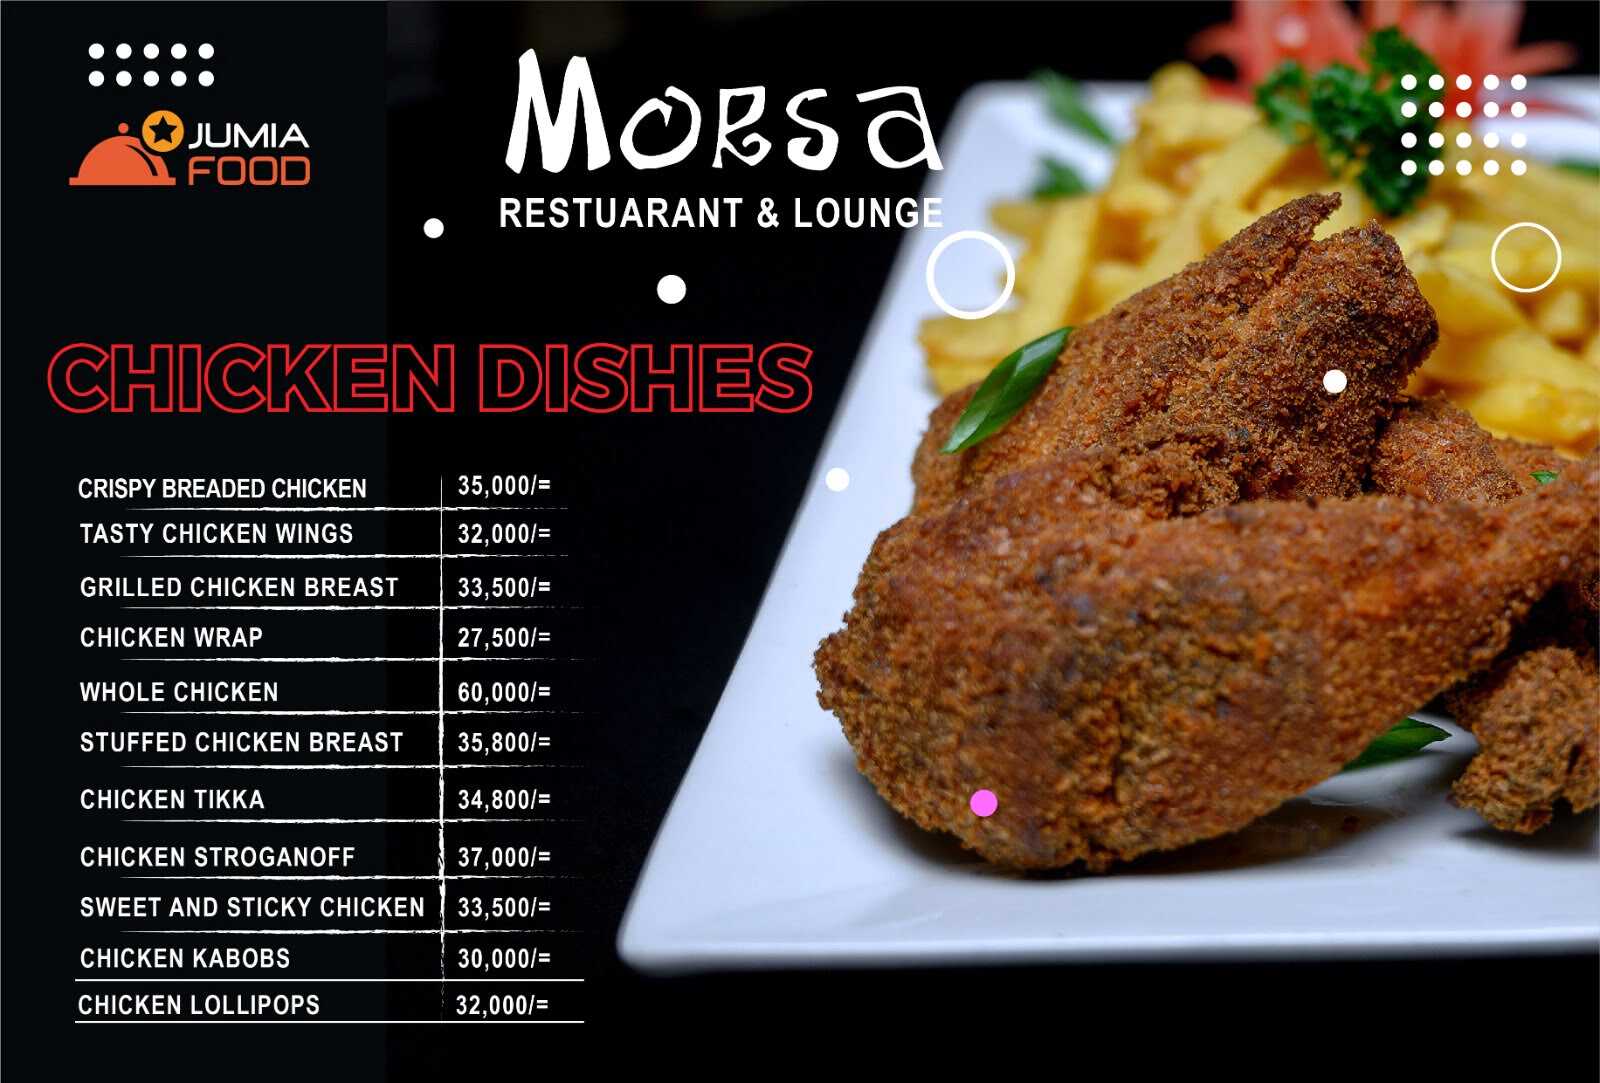 JUMIA
FOOD
MORSA
RESTUARANT & LOUNGE
CHICKEN DISHES
CRISPY BREADED CHICKEN 35,000/=
TASTY CHICKEN WINGS 32,000/=
GRILLED CHICKEN BREAST 33,500/=
CHICKEN WRAP 27,500/=
WHOLE CHICKEN 60,000/=
STUFFED CHICKEN BREAST 35,800/=
CHICKEN TIKKA 34,800/=
CHICKEN STROGANOFF 37,000/=
SWEET AND STICKY CHICKEN 33,500/=
CHICKEN KABOBS 30,000/=
CHICKEN LOLLIPOPS 32,000/=